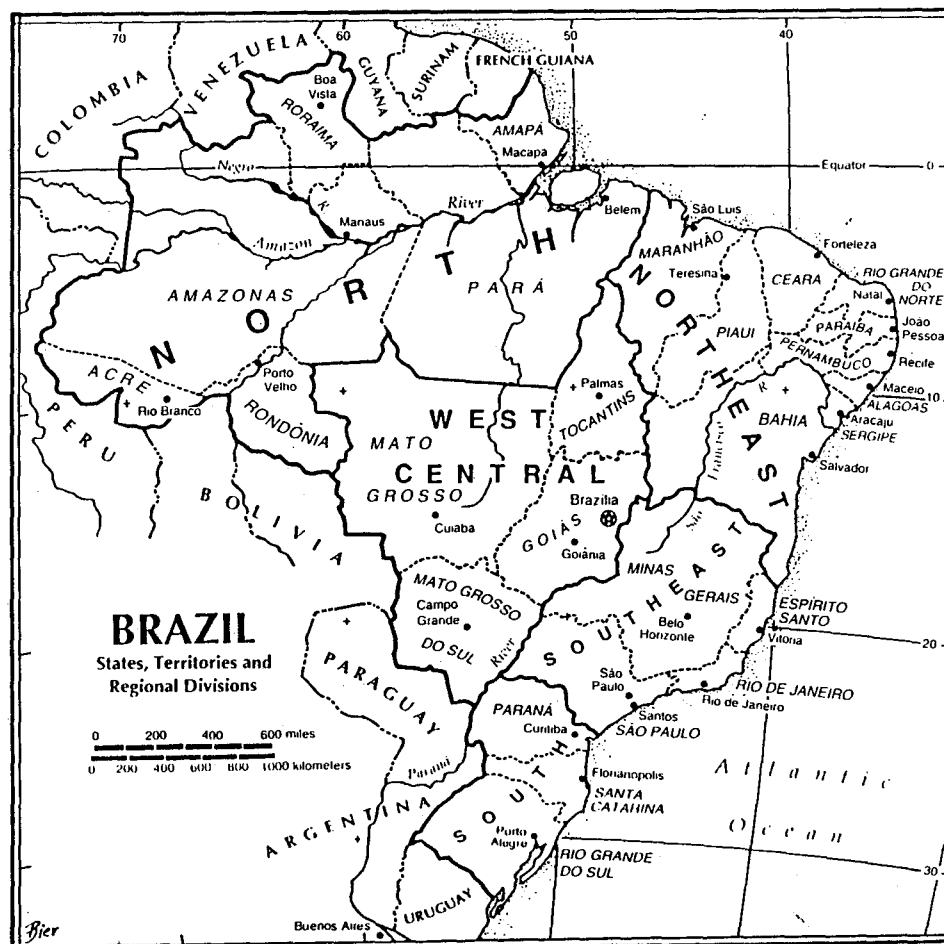 70
60
50
40
COLOMBIA
VENEZUELA
GUYANA
SURINAM
FRENCH GUIANA
Boa
Vista
RORAIMA
AMAPÁ
Macapa
Equator
0
Negro
R.
River
Manaus
Amazon
Belem
São Luis
MARANHÃO
Forteleza
Teresina
CEARA
RIO GRANDE
DO
NORTE
Natal
NORTH
AMAZONAS
PARÁ
NORTHEAST
PIAUI
PARAIBA
João
Pessoa
PERNAMBUCO
Recife
ACRE
Rio Branco
Porto
Velho
RONDÔNIA
Palmas
TOCANTINS
R
BAHIA
Maceio
10
ALAGOAS
Aracaju
SERGIPE
Salvador
PERU
WEST
CENTRAL
MATO
GROSSO
Cuiaba
BOLIVIA
Brazília
GOIÁS
Goiânia
São
MINAS
GERAIS
SOUTHEAST
Belo
Horizonte
ESPÍRITO
SANTO
Vitoria
20
MATO GROSSO
Campo
Grande
DO SUL
River
BRAZIL
States, Territories and
Regional Divisions
PARAGUAY
São
Paulo
Santos
SÃO PAULO
RIO DE JANEIRO
Rio de Janeiro
PARANÁ
Curitiba
0 200 400 600 miles
0 200 400 600 800 1000 kilometers
Paraná
SOUTH
Florianopolis
SANTA
CATARINA
Atlantic
Ocean
ARGENTINA
Porto
Alegre
RIO GRANDE
DO SUL
30
URUGUAY
Buenos Aires
Bier